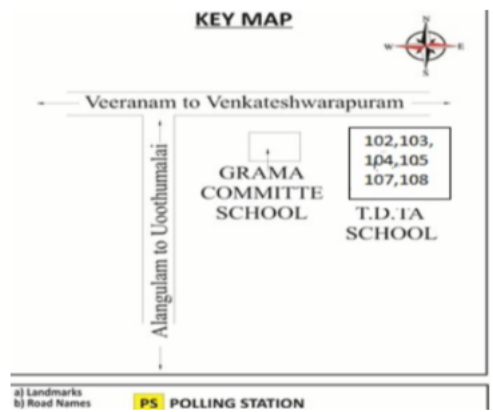 KEY MAP
N
W E
S
Veeranam to Venkateshwarapuram
Alangulam to Uoothumalai
GRAMA
COMMITTE
SCHOOL
102,103,
104,105
107,108
T.D.TA
SCHOOL
a) Landmarks
b) Road Names
PS POLLING STATION